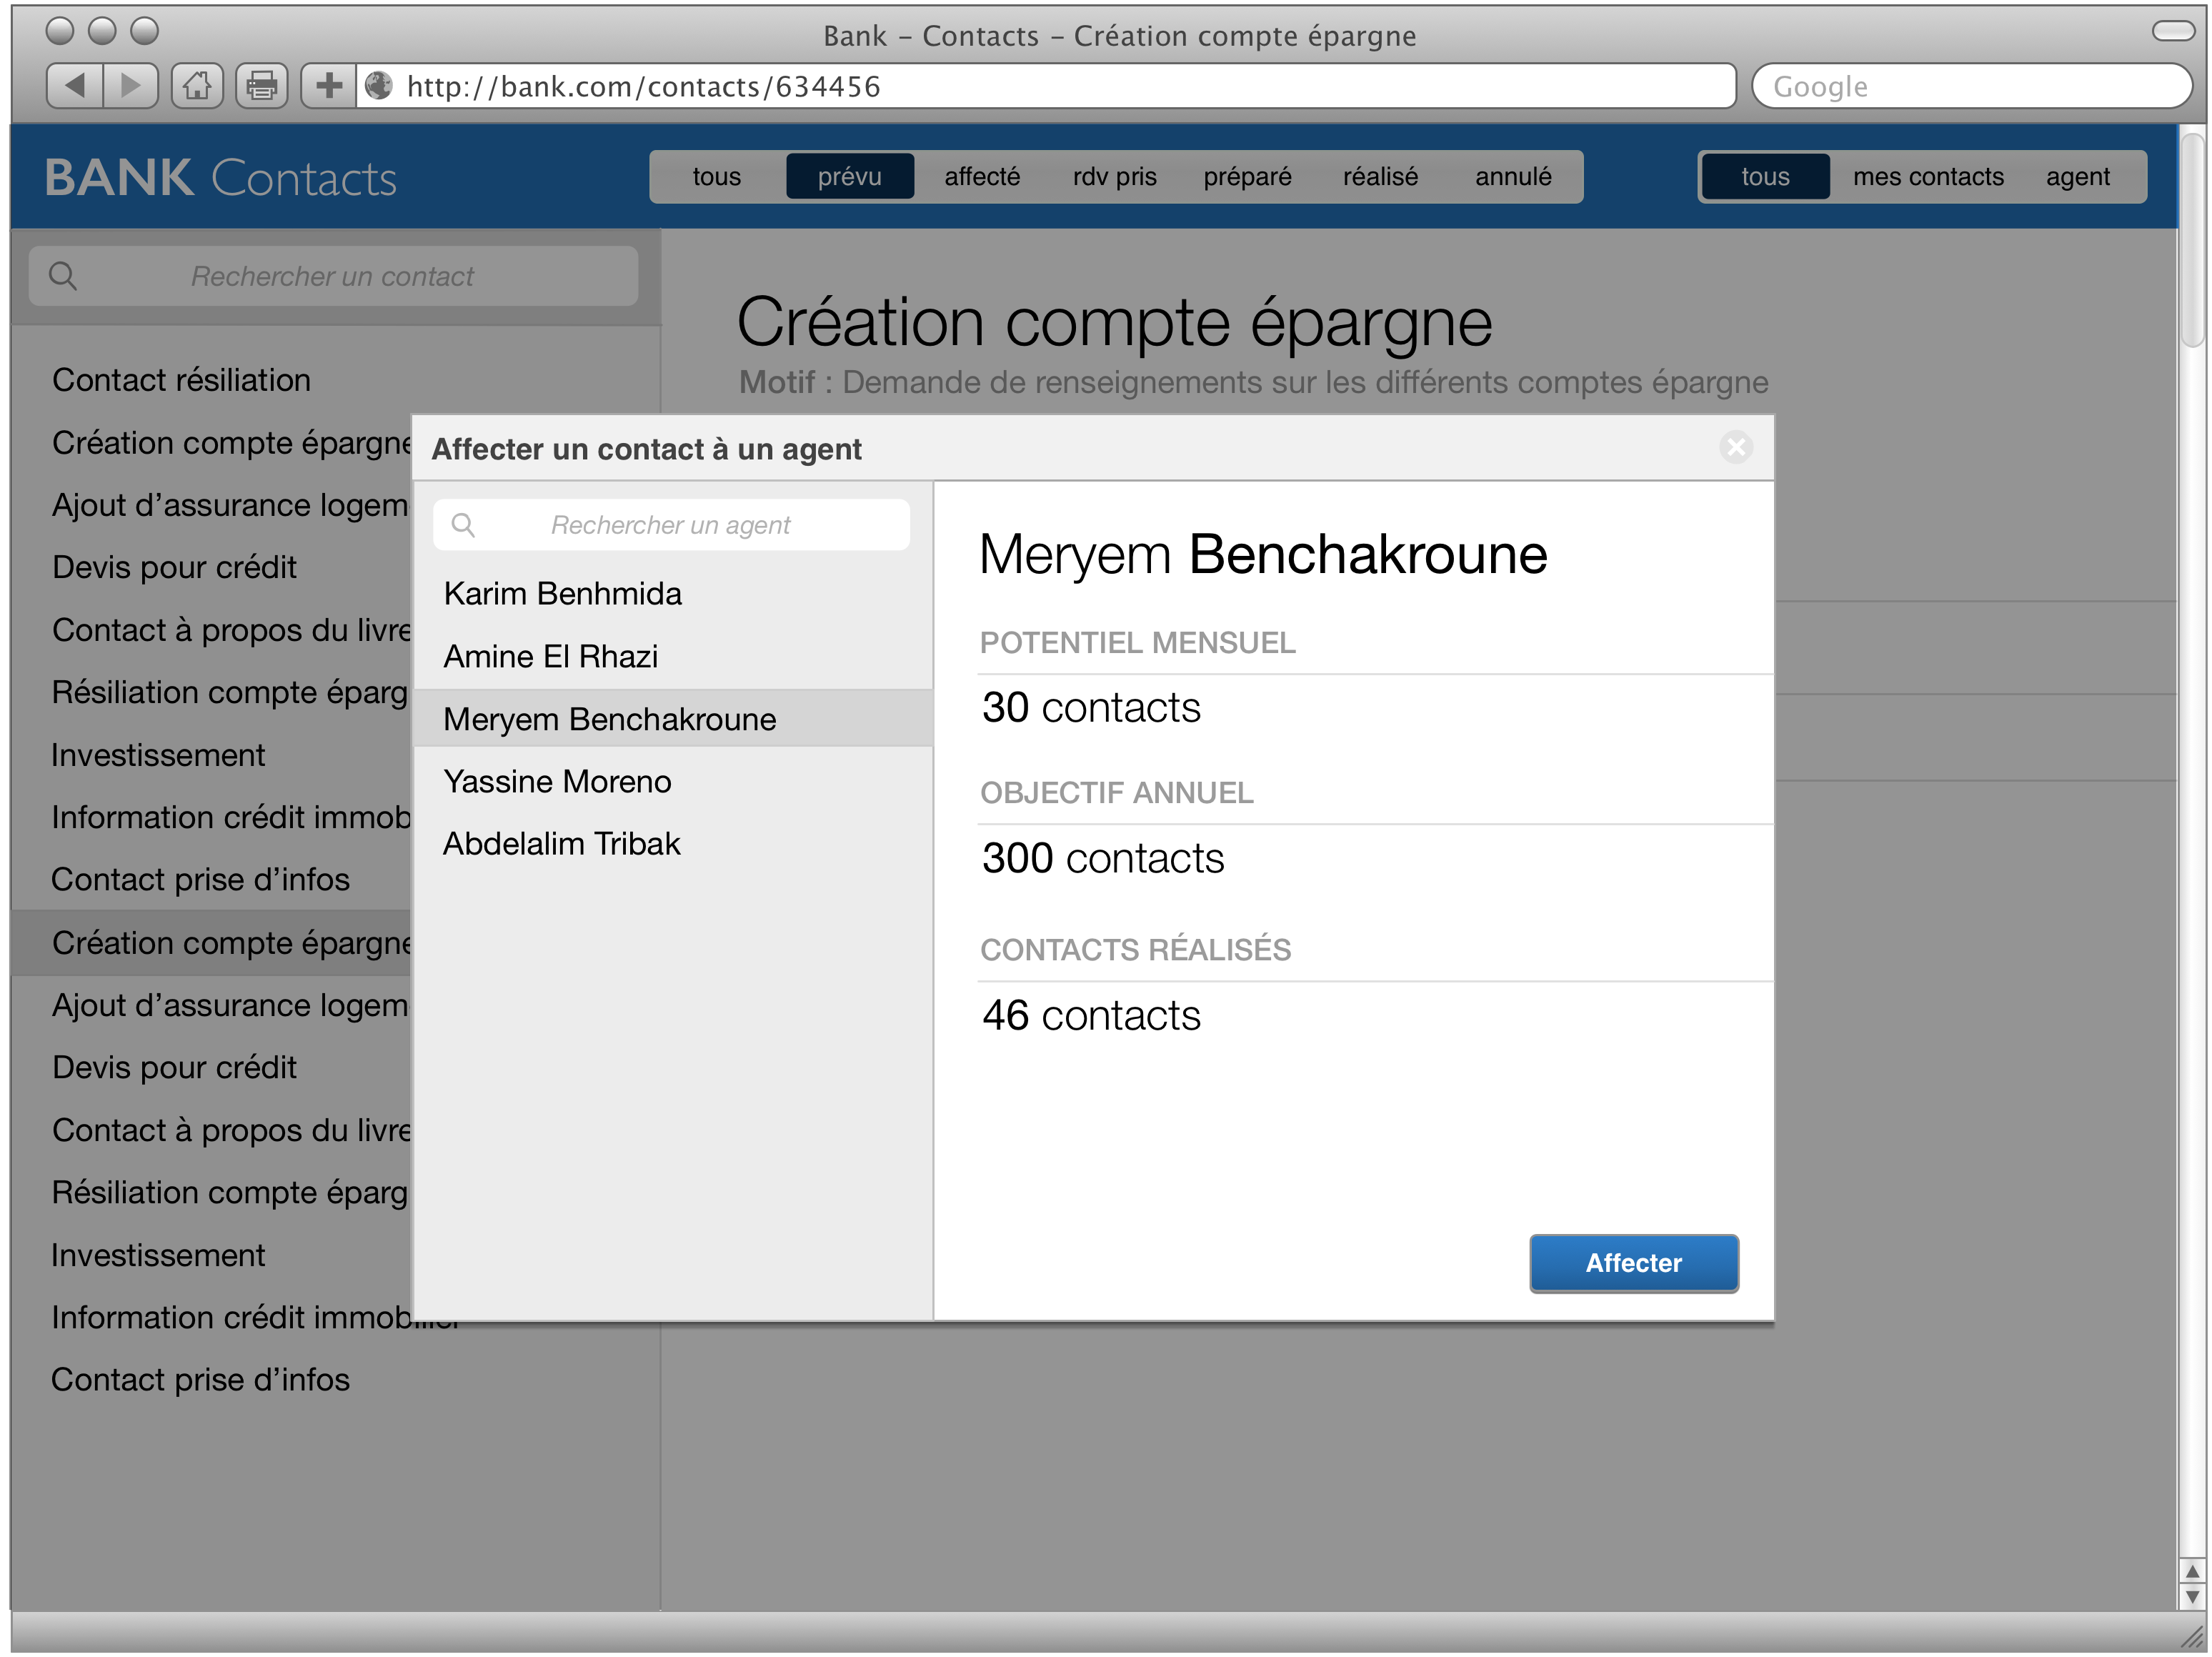 Bank – Contacts – Création compte épargne
http://bank.com/contacts/634456
Google
BANK Contacts
tous prévu affecté rdv pris préparé réalisé annulé
tous mes contacts agent
Rechercher un contact
Contact résiliation
Création compte épargne
Ajout d’assurance logem
Devis pour crédit
Contact à propos du livre
Résiliation compte éparg
Investissement
Information crédit immob
Contact prise d’infos
Création compte épargne
Ajout d’assurance logem
Devis pour crédit
Contact à propos du livre
Résiliation compte éparg
Investissement
Information crédit immobilier
Contact prise d’infos
Création compte épargne
Motif : Demande de renseignements sur les différents comptes épargne
Affecter un contact à un agent
Rechercher un agent
Karim Benhmida
Amine El Rhazi
Meryem Benchakroune
Yassine Moreno
Abdelalim Tribak
Meryem Benchakroune
POTENTIEL MENSUEL
30 contacts
OBJECTIF ANNUEL
300 contacts
CONTACTS RÉALISÉS
46 contacts
Affecter